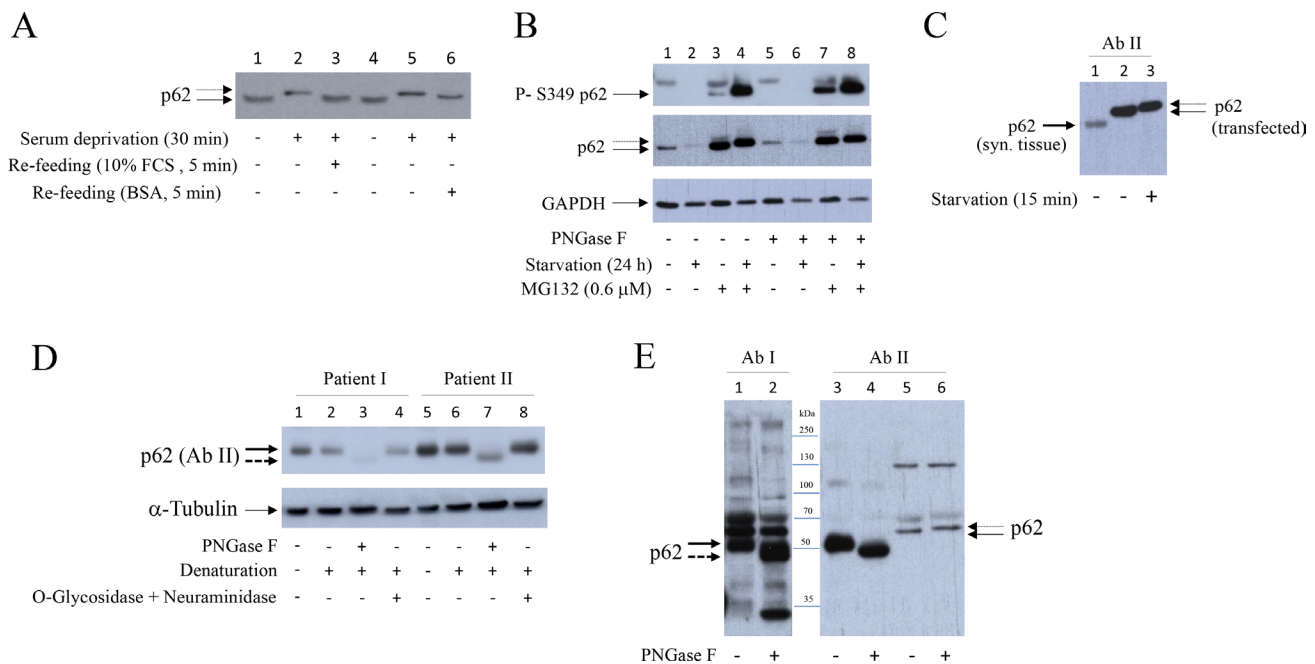 A
1 2 3 4 5 6
p62
Serum deprivation (30 min) - + + - + +
Re-feeding (10% FCS , 5 min) - - + - - -
Re-feeding (BSA, 5 min) - - - - - +
B
1 2 3 4 5 6 7 8
P- S349 p62
p62
GAPDH
PNGase F - - - - + + + +
Starvation (24 h) - + - + - + - +
MG132 (0.6 µM) - - + + - - + +
C
Ab II
1 2 3
p62
(syn. tissue)
p62
(transfected)
Starvation (15 min) - - +
D
Patient I Patient II
1 2 3 4 5 6 7 8
p62 (Ab II)
α-Tubulin
PNGase F - - + - - - + -
Denaturation - + + + - + + +
O-Glycosidase + Neuraminidase - - - + - - - +
E
Ab I Ab II
1 2 3 4 5 6
kDa
250
130
100
70
50
35
p62
p62
PNGase F - + - + - +